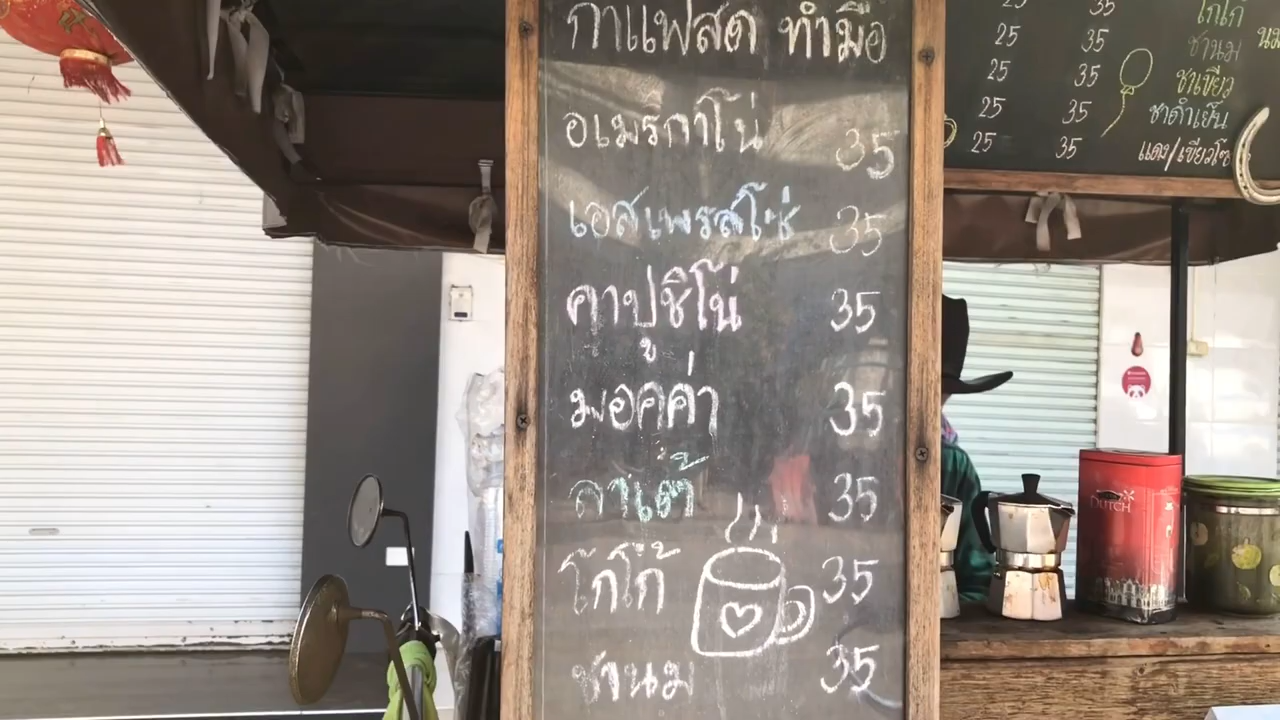 กาแฟสด ทำมือ
อเมริกาโน่ 35
เอสเพรสโซ่ 35
คาปูชิโน่ 35
มอคค่า 35
ลาเต้ 35
โกโก้ 35
ชานม 35
35 โกโก้
25 35 ชานม
25 35 ชาเขียว
25 35 ชาดำเย็น
25 35 แดง/เขียวโซ
DUTCH